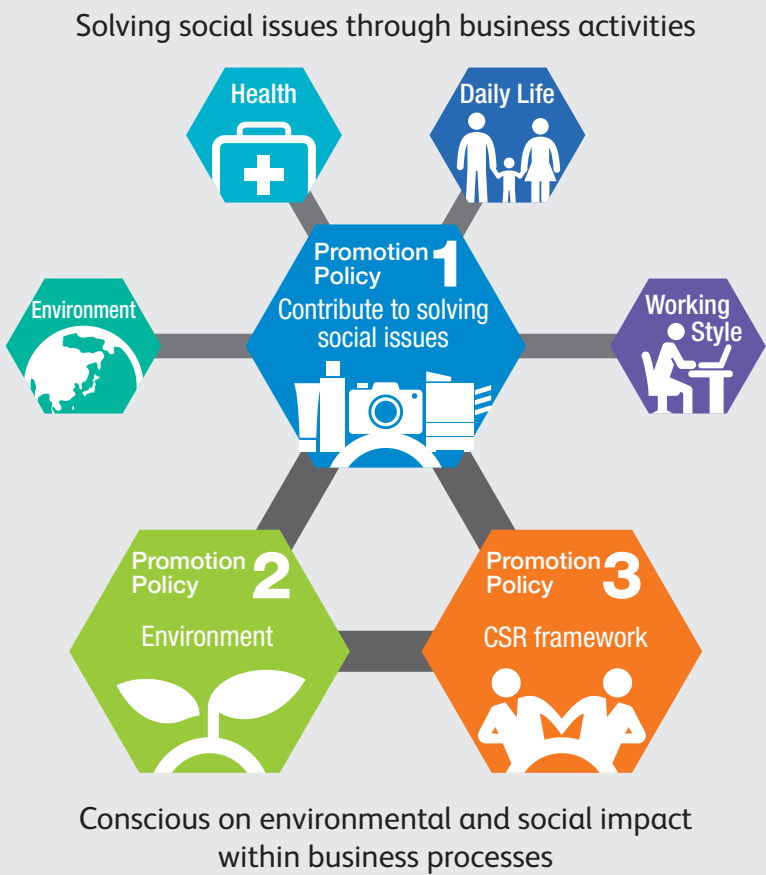 Solving social issues through business activities
Health
Daily Life
Promotion
Policy 1
Contribute to solving
social issues
Environment
Working
Style
Promotion
Policy 2
Environment
Promotion
Policy 3
CSR framework
Conscious on environmental and social impact
within business processes